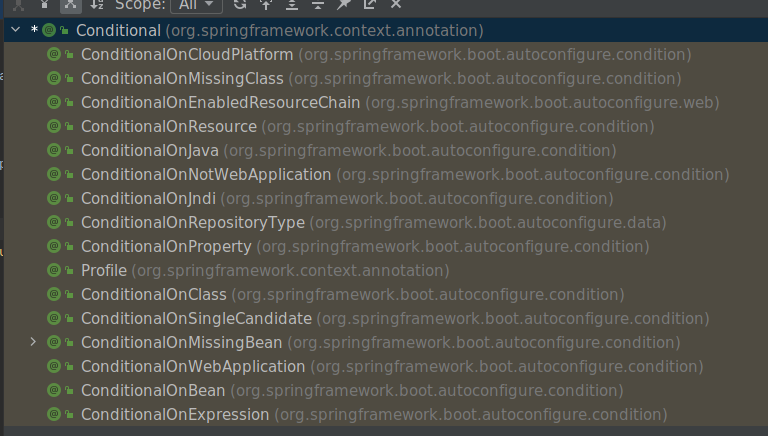 Scope: All
* Conditional (org.springframework.context.annotation)
ConditionalOnCloudPlatform (org.springframework.boot.autoconfigure.condition)
ConditionalOnMissingClass (org.springframework.boot.autoconfigure.condition)
ConditionalOnEnabledResourceChain (org.springframework.boot.autoconfigure.web)
ConditionalOnResource (org.springframework.boot.autoconfigure.condition)
ConditionalOnJava (org.springframework.boot.autoconfigure.condition)
ConditionalOnNotWebApplication (org.springframework.boot.autoconfigure.condition)
ConditionalOnJndi (org.springframework.boot.autoconfigure.condition)
ConditionalOnRepositoryType (org.springframework.boot.autoconfigure.data)
ConditionalOnProperty (org.springframework.boot.autoconfigure.condition)
Profile (org.springframework.context.annotation)
ConditionalOnClass (org.springframework.boot.autoconfigure.condition)
ConditionalOnSingleCandidate (org.springframework.boot.autoconfigure.condition)
ConditionalOnMissingBean (org.springframework.boot.autoconfigure.condition)
ConditionalOnWebApplication (org.springframework.boot.autoconfigure.condition)
ConditionalOnBean (org.springframework.boot.autoconfigure.condition)
ConditionalOnExpression (org.springframework.boot.autoconfigure.condition)